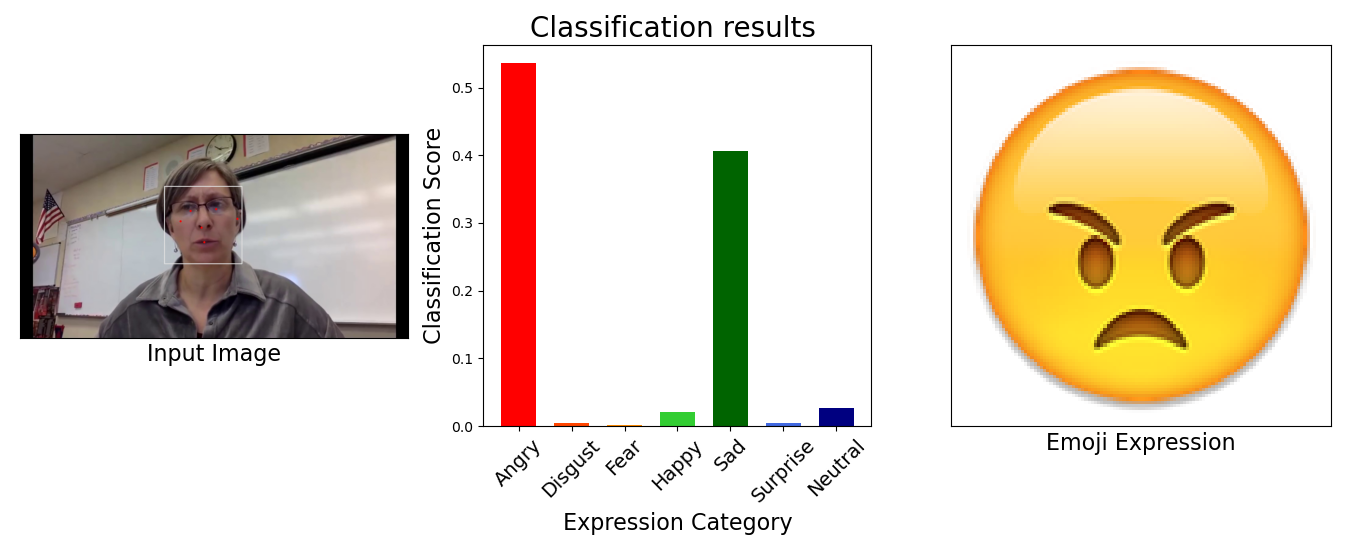 Classification results
Classification Score
0.5
0.4
0.3
0.2
0.1
0.0
Angry
Disgust
Fear
Happy
Sad
Surprise
Neutral
Expression Category
Input Image
Emoji Expression